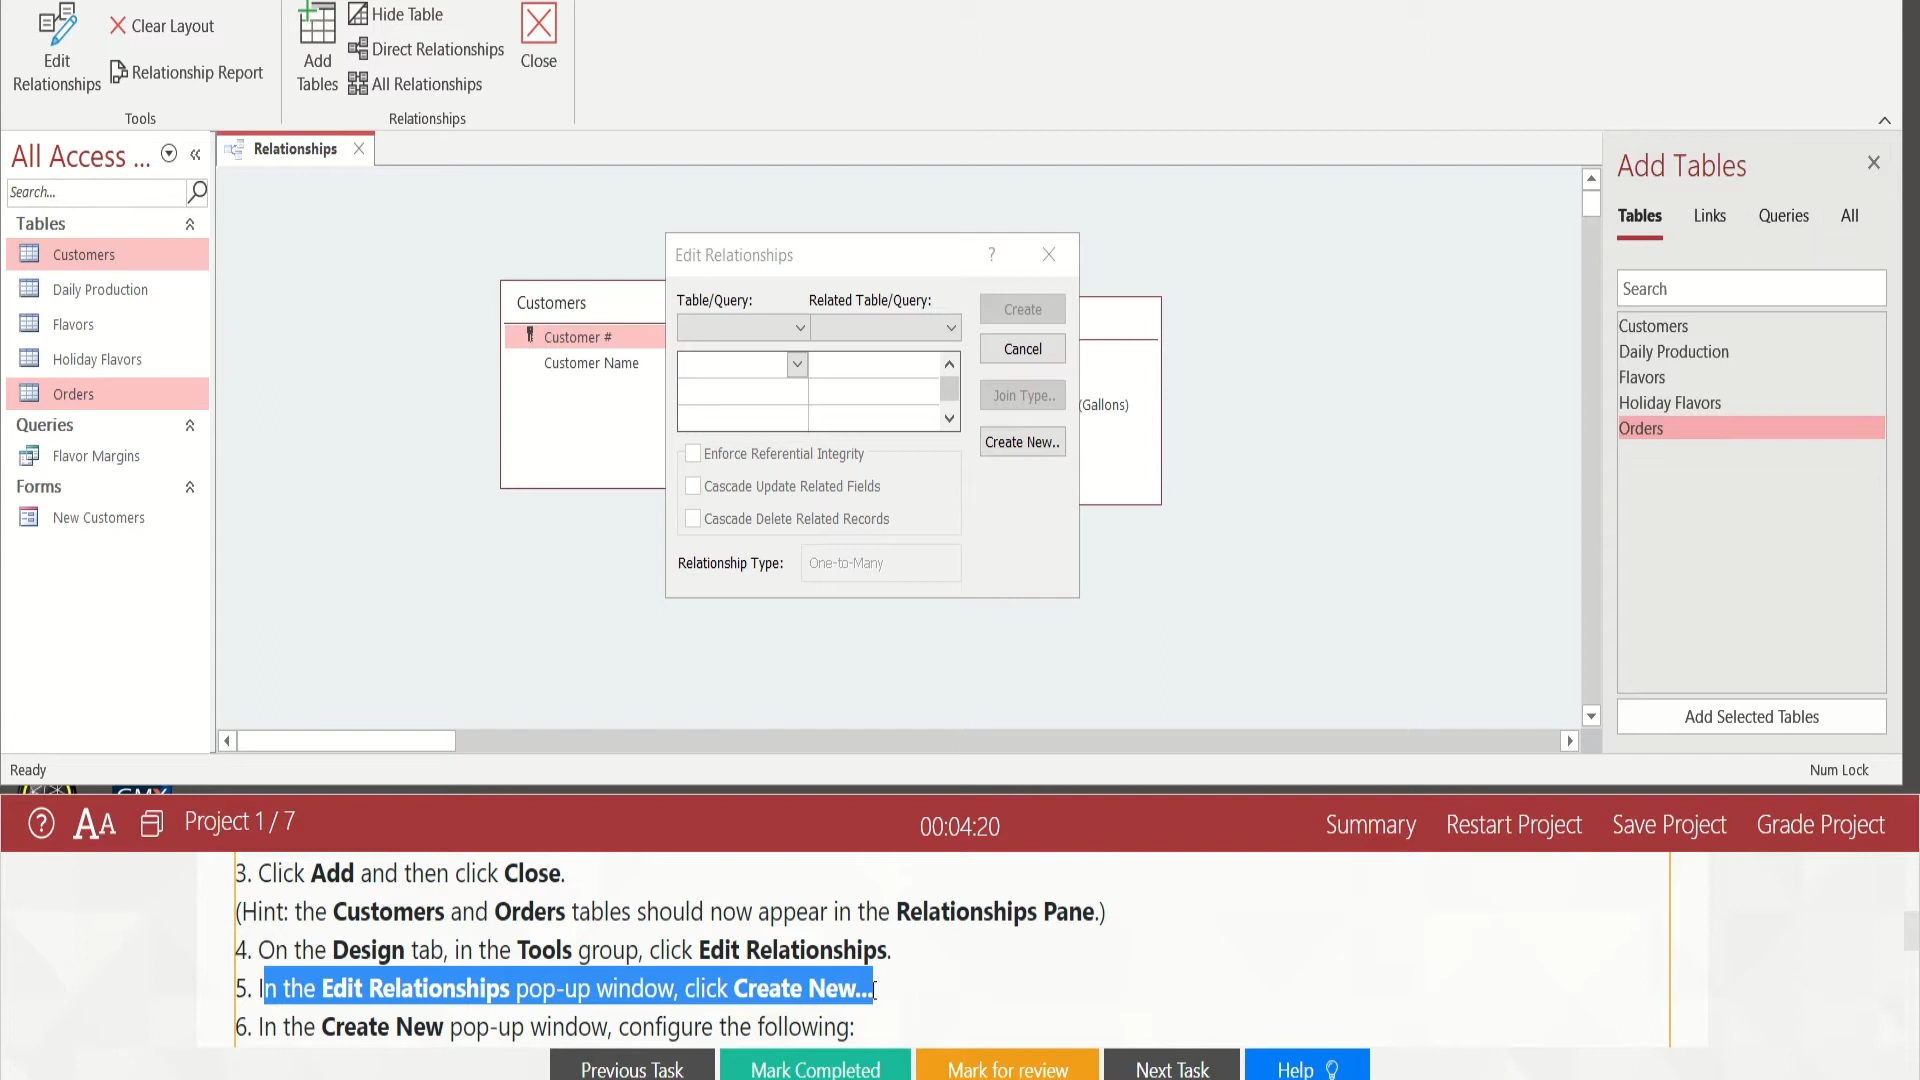 Edit
Relationships
Clear Layout
Relationship Report
Tools
Add
Tables
Hide Table
Direct Relationships
All Relationships
Close
Relationships
All Access ...
Search...
Tables
Customers
Daily Production
Flavors
Holiday Flavors
Orders
Queries
Flavor Margins
Forms
New Customers
Relationships
Customers
Customer #
Customer Name
(Gallons)
Edit Relationships
?
Table/Query:
Related Table/Query:
Create
Cancel
Join Type..
Create New..
Enforce Referential Integrity
Cascade Update Related Fields
Cascade Delete Related Records
Relationship Type:
One-to-Many
Add Tables
Tables
Links
Queries
All
Search
Customers
Daily Production
Flavors
Holiday Flavors
Orders
Add Selected Tables
Ready
Num Lock
? AA Project 1 / 7
00:04:20
Summary
Restart Project
Save Project
Grade Project
3. Click Add and then click Close.
(Hint: the Customers and Orders tables should now appear in the Relationships Pane.)
4. On the Design tab, in the Tools group, click Edit Relationships.
5. In the Edit Relationships pop-up window, click Create New...
6. In the Create New pop-up window, configure the following:
Previous Task
Mark Completed
Mark for review
Next Task
Help